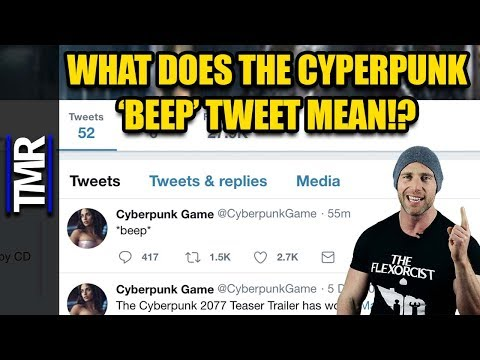 WHAT DOES THE CYPERPUNK
'BEEP' TWEET MEAN!?
Tweets
52
TMR
Tweets Tweets & replies Media
Cyberpunk Game @CyberpunkGame · 55m
*beep*
417 1.5K 2.7K
by CD
Cyberpunk Game @CyberpunkGame · 5 D
The Cyberpunk 2077 Teaser Trailer has wo
THE
FLEXORCIST